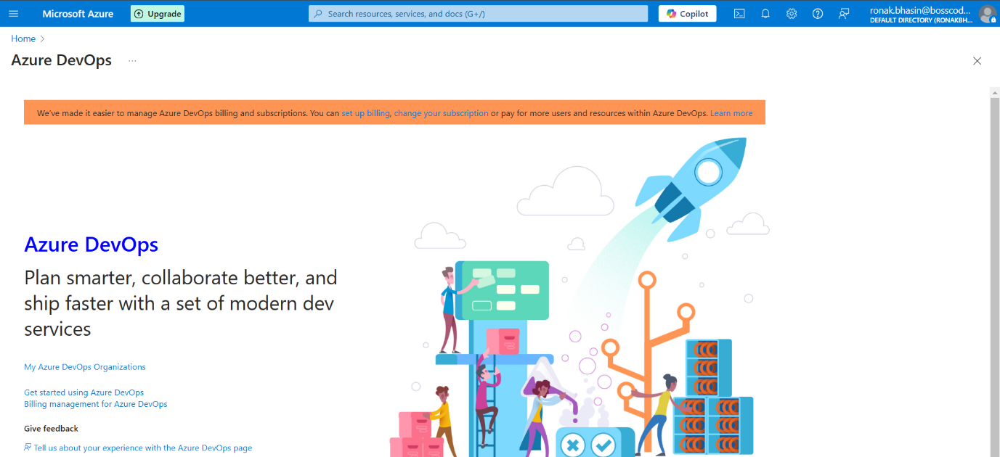 Microsoft Azure
Upgrade
Search resources, services, and docs (G+/)
Copilot
ronak.bhasin@bosscod...
DEFAULT DIRECTORY (RONAKBH...
Home
Azure DevOps
...
We've made it easier to manage Azure DevOps billing and subscriptions. You can set up billing, change your subscription or pay for more users and resources within Azure DevOps. Learn more
Azure DevOps
Plan smarter, collaborate better, and
ship faster with a set of modern dev
services
My Azure DevOps Organizations
Get started using Azure DevOps
Billing management for Azure DevOps
Give feedback
Tell us about your experience with the Azure DevOps page